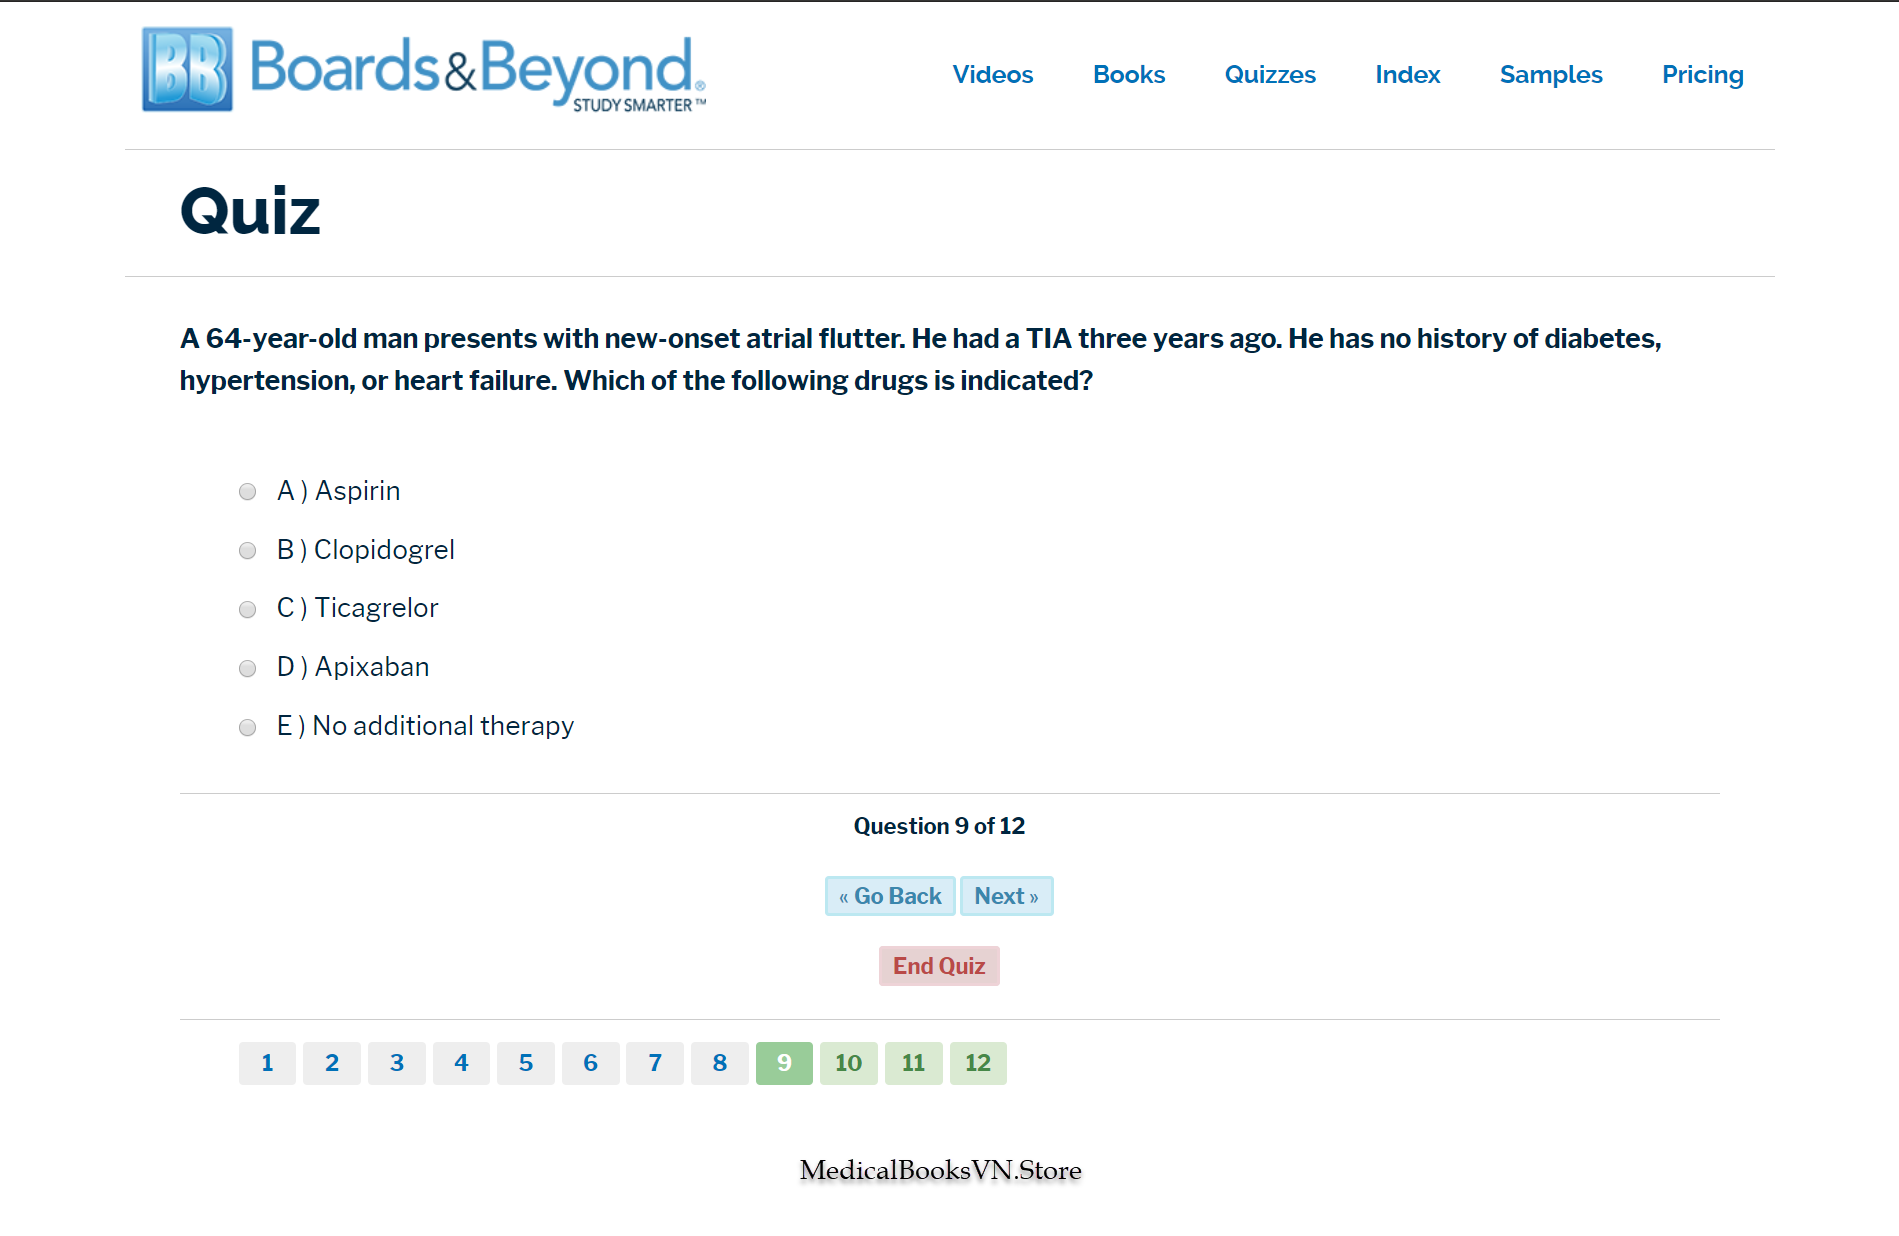 BB Boards&Beyond®
STUDY SMARTER™
Videos Books Quizzes Index Samples Pricing
Quiz
A 64-year-old man presents with new-onset atrial flutter. He had a TIA three years ago. He has no history of diabetes,
hypertension, or heart failure. Which of the following drugs is indicated?
A ) Aspirin
B ) Clopidogrel
C ) Ticagrelor
D ) Apixaban
E ) No additional therapy
Question 9 of 12
« Go Back Next »
End Quiz
1 2 3 4 5 6 7 8 9 10 11 12
MedicalBooksVN.Store